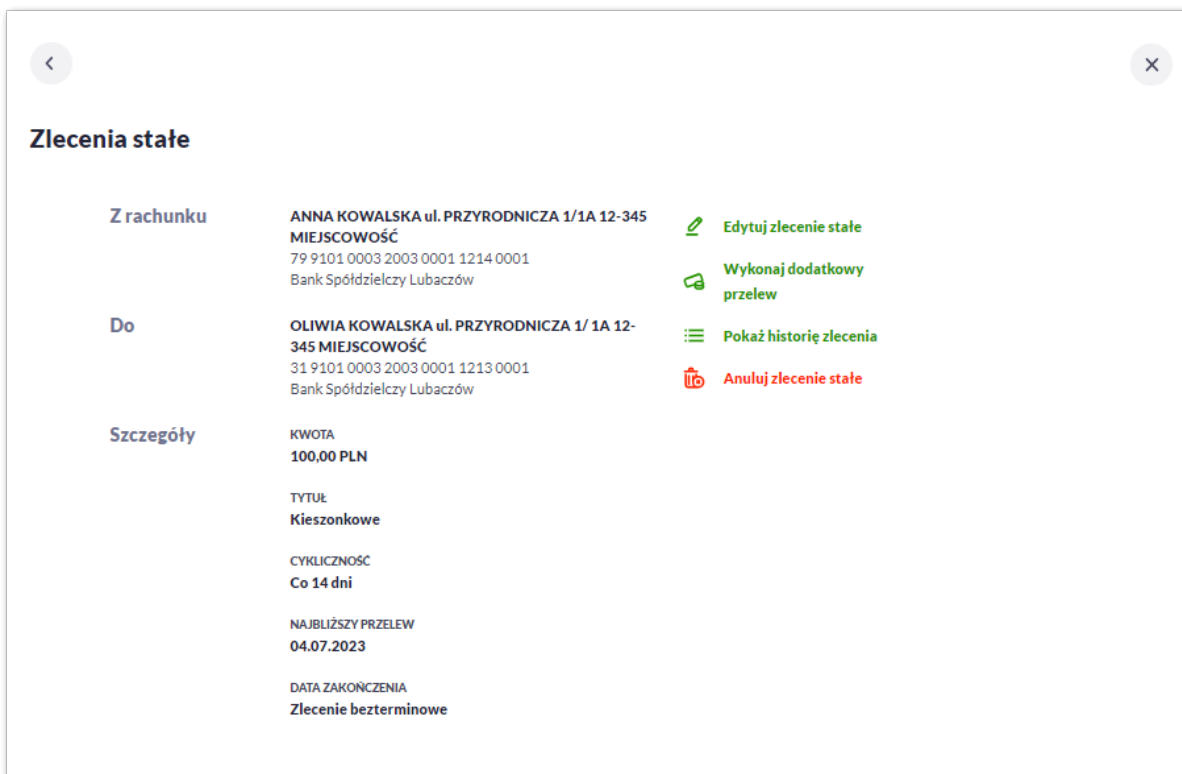 Zlecenia stałe
Z rachunku
ANNA KOWALSKA ul. PRZYRODNICZA 1/1A 12-345
MIEJSCOWOŚĆ
79 9101 0003 2003 0001 1214 0001
Bank Spółdzielczy Lubaczów
Edytuj zlecenie stałe
Wykonaj dodatkowy
przelew
Do
OLIWIA KOWALSKA ul. PRZYRODNICZA 1/ 1A 12-
345 MIEJSCOWOŚĆ
31 9101 0003 2003 0001 1213 0001
Bank Spółdzielczy Lubaczów
Pokaż historię zlecenia
Anuluj zlecenie stałe
Szczegóły
KWOTA
100,00 PLN
TYTUŁ
Kieszonkowe
CYKLICZNOŚĆ
Co 14 dni
NAJBLIŻSZY PRZELEW
04.07.2023
DATA ZAKOŃCZENIA
Zlecenie bezterminowe